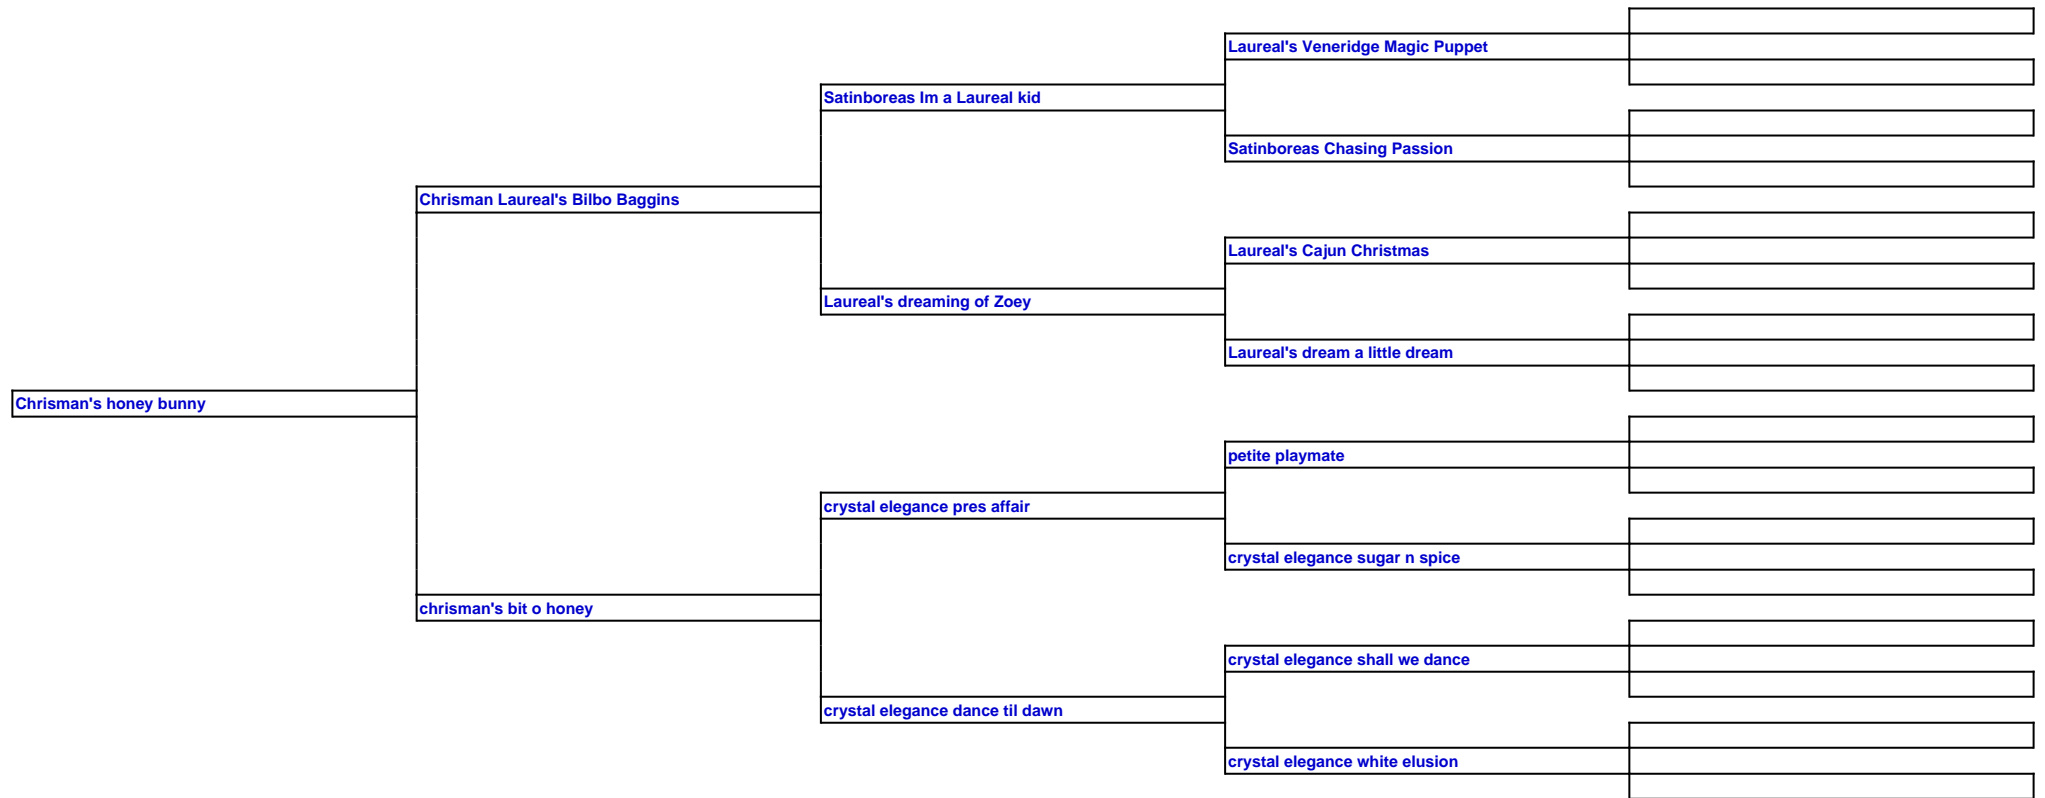 Laureal's Veneridge Magic Puppet
Satinboreas Im a Laureal kid
Satinboreas Chasing Passion
Chrisman Laureal's Bilbo Baggins
Laureal's Cajun Christmas
Laureal's dreaming of Zoey
Laureal's dream a little dream
Chrisman's honey bunny
petite playmate
crystal elegance pres affair
crystal elegance sugar n spice
chrisman's bit o honey
crystal elegance shall we dance
crystal elegance dance til dawn
crystal elegance white elusion